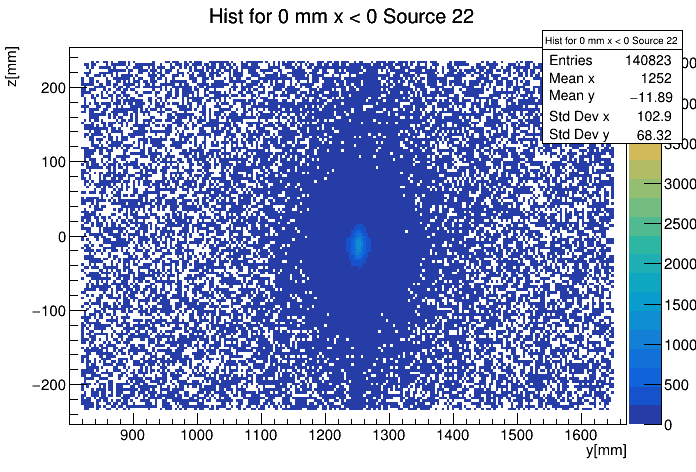 Hist for 0 mm x < 0 Source 22
z[mm]
Hist for 0 mm x < 0 Source 22
Entries 140823
Mean x 1252
Mean y −11.89
Std Dev x 102.9
Std Dev y 68.32
200
100
0
−100
−200
3500
3000
2500
2000
1500
1000
500
0
900 1000 1100 1200 1300 1400 1500 1600
y[mm]